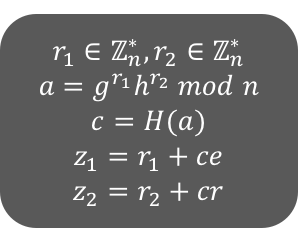 r₁ ∈ ℤₙ*, r₂ ∈ ℤₙ*
a = g^{r₁}h^{r₂} mod n
c = H(a)
z₁ = r₁ + ce
z₂ = r₂ + cr